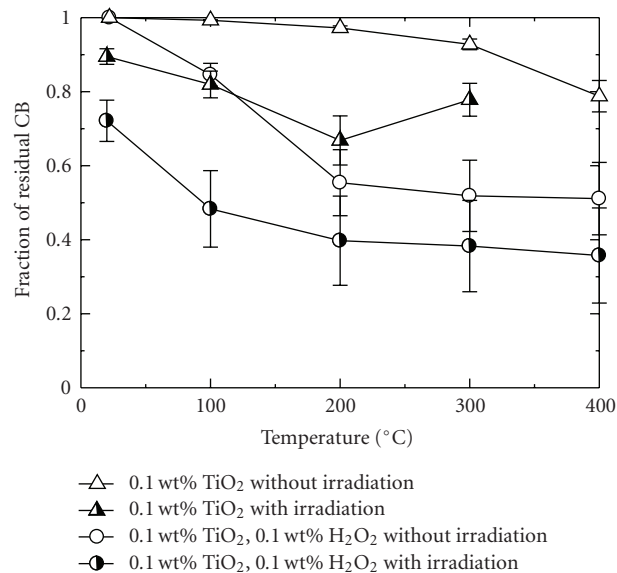 1
0.8
0.6
0.4
0.2
0
Fraction of residual CB
0 100 200 300 400
Temperature (°C)
0.1 wt% TiO₂ without irradiation
0.1 wt% TiO₂ with irradiation
0.1 wt% TiO₂, 0.1 wt% H₂O₂ without irradiation
0.1 wt% TiO₂, 0.1 wt% H₂O₂ with irradiation